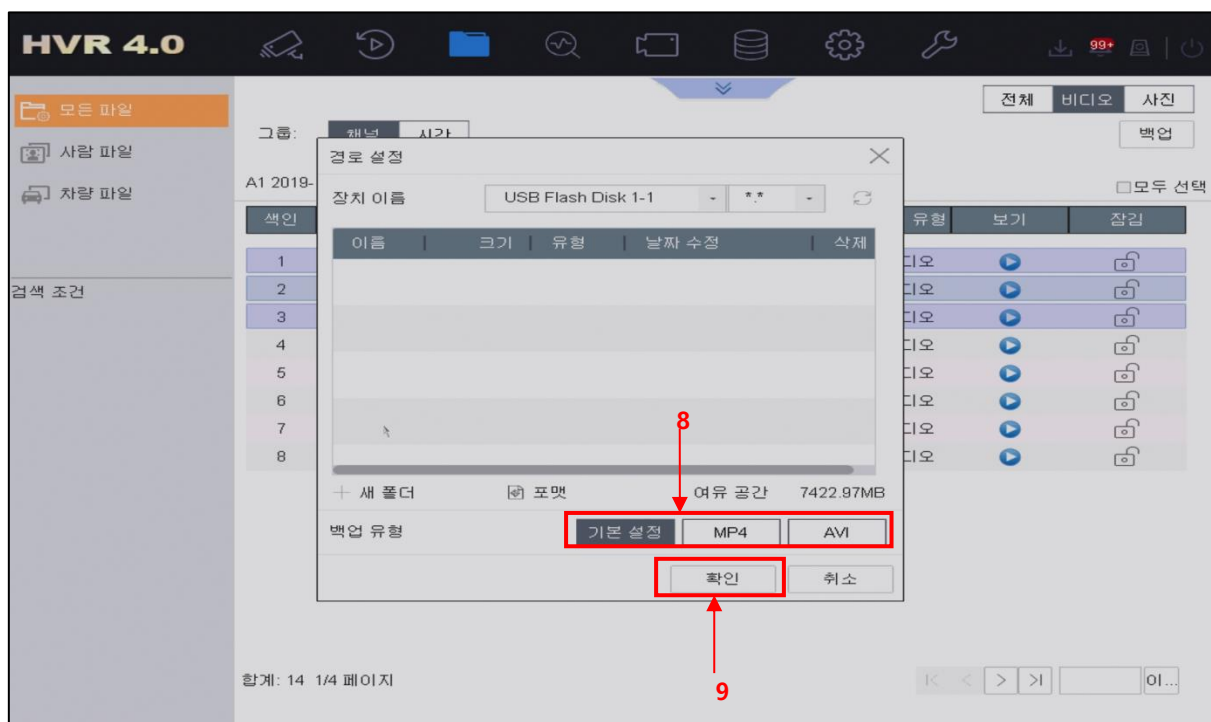 HVR 4.0
99+
모든 파일
사람 파일
차량 파일
검색 조건
전체 비디오 사진
그룹: 채널 시간
백업
A1 2019-
모두 선택
색인 유형 보기 잠김
1 디오
2 디오
3 디오
4 디오
5 디오
6 디오
7 디오
8 디오
경로 설정
장치 이름 USB Flash Disk 1-1 *.*
이름 크기 유형 날짜 수정 삭제
8
새 폴더 포맷 여유 공간 7422.97MB
백업 유형 기본 설정 MP4 AVI
확인 취소
9
합계: 14 1/4 페이지
이...